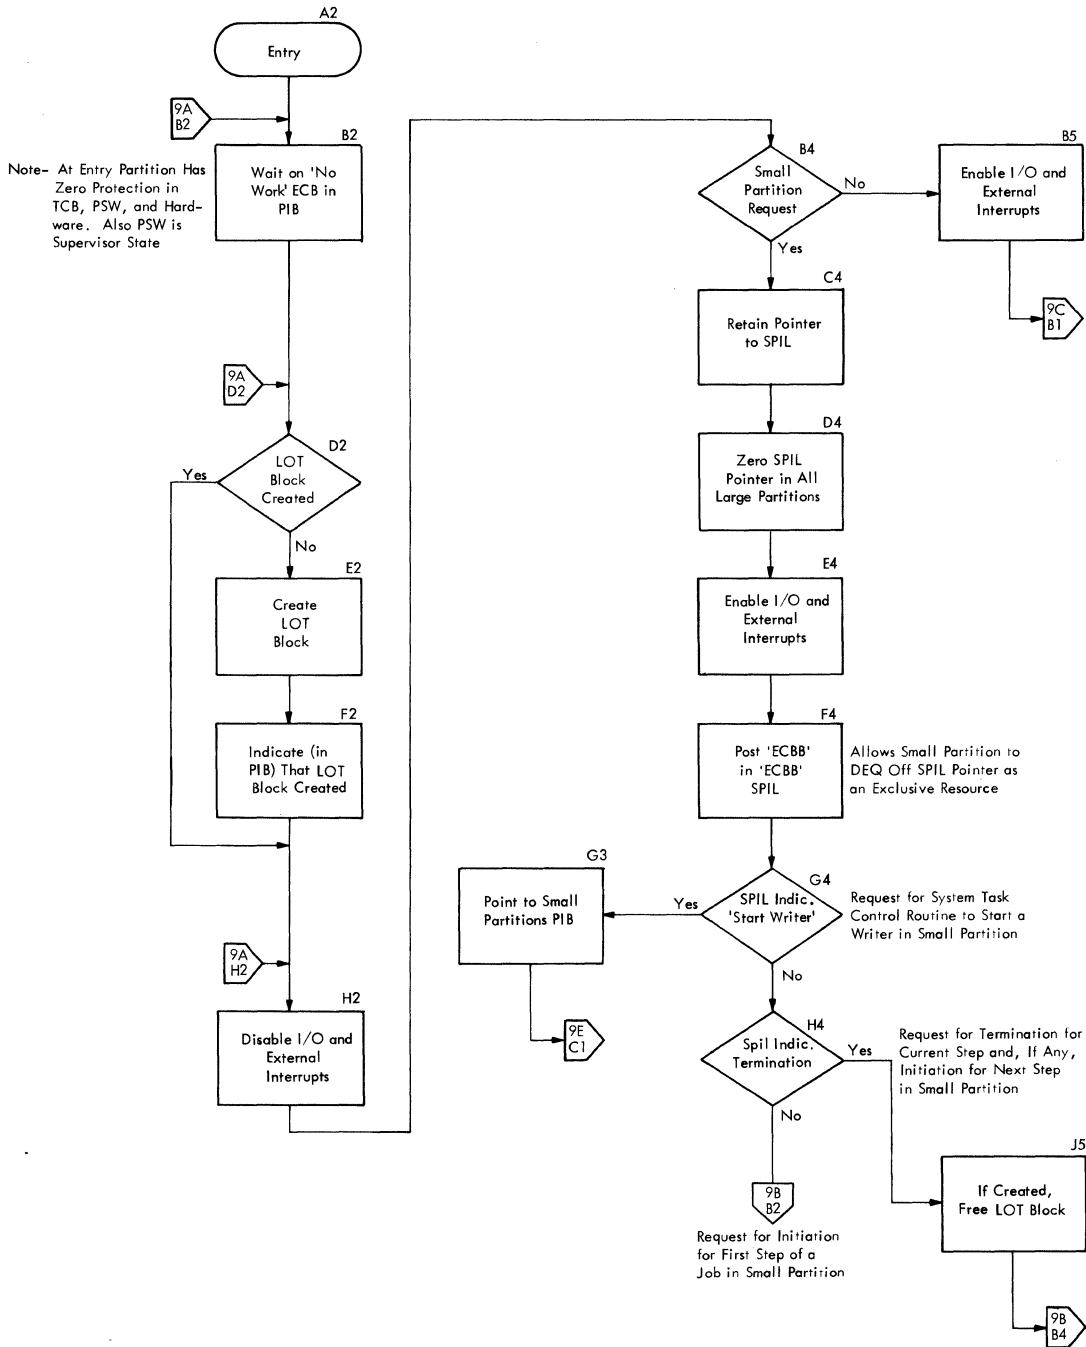 A2
Entry
9A
B2
B2
Wait on 'No
Work' ECB in
PIB
Note- At Entry Partition Has
Zero Protection in
TCB, PSW, and Hard-
ware. Also PSW is
Supervisor State
9A
D2
D2
LOT
Block
Created
Yes
No
E2
Create
LOT
Block
F2
Indicate (in
PIB) That LOT
Block Created
9A
H2
H2
Disable I/O and
External
Interrupts
B4
Small
Partition
Request
No
Yes
B5
Enable I/O and
External
Interrupts
9C
B1
C4
Retain Pointer
to SPIL
D4
Zero SPIL
Pointer in All
Large Partitions
E4
Enable I/O and
External
Interrupts
F4
Post 'ECBB'
in 'ECBB'
SPIL
Allows Small Partition to
DEQ Off SPIL Pointer as
an Exclusive Resource
G3
Point to Small
Partitions PIB
9E
C1
G4
SPIL Indic.
'Start Writer'
Yes
No
Request for System Task
Control Routine to Start a
Writer in Small Partition
H4
Spil Indic.
Termination
Yes
No
Request for Termination for
Current Step and, If Any,
Initiation for Next Step
in Small Partition
9B
B2
Request for Initiation
for First Step of a
Job in Small Partition
J5
If Created,
Free LOT Block
9B
B4